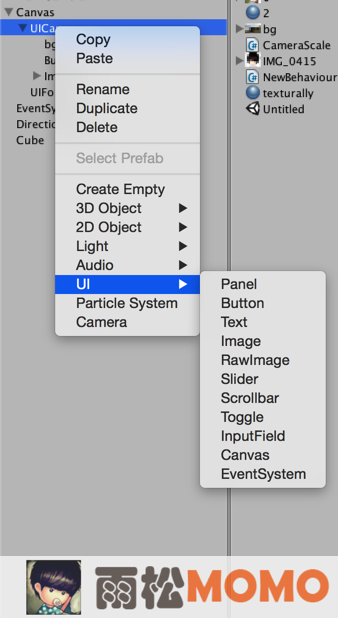 Canvas
UICa
bg
Bu
Im
UIFo
EventSy
Directio
Cube
Copy
Paste
Rename
Duplicate
Delete
Select Prefab
Create Empty
3D Object
2D Object
Light
Audio
UI
Particle System
Camera
Panel
Button
Text
Image
RawImage
Slider
Scrollbar
Toggle
InputField
Canvas
EventSystem
2
bg
CameraScale
IMG_0415
NewBehaviour
texturally
Untitled
雨松MOMO